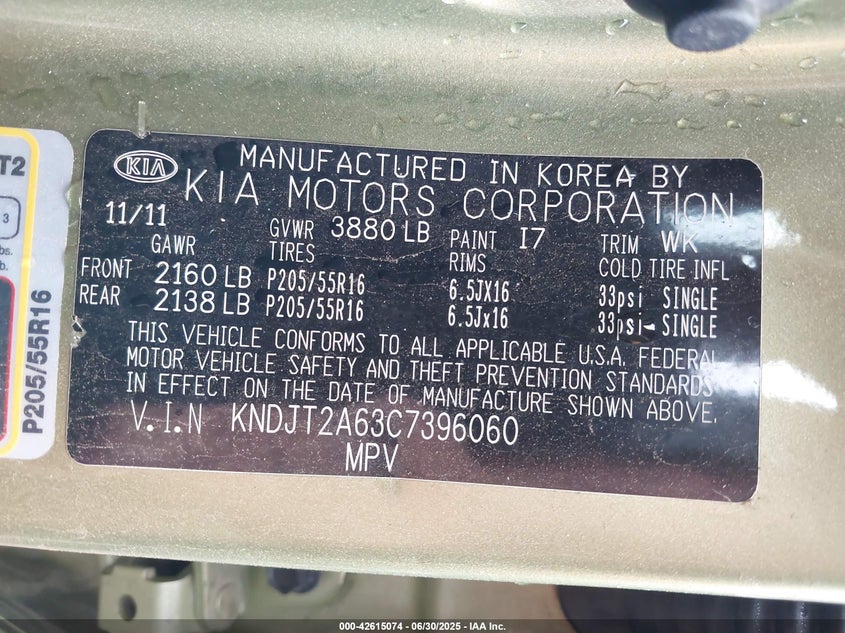 KIA
MANUFACTURED IN KOREA BY
KIA MOTORS CORPORATION
11/11 GVWR 3880 LB PAINT I7 TRIM WK
GAWR TIRES RIMS COLD TIRE INFL
FRONT 2160 LB P205/55R16 6.5JX16 33psi SINGLE
REAR 2138 LB P205/55R16 6.5Jx16 33psi SINGLE
THIS VEHICLE CONFORMS TO ALL APPLICABLE U.S.A. FEDERAL
MOTOR VEHICLE SAFETY AND THEFT PREVENTION STANDARDS
IN EFFECT ON THE DATE OF MANUFACTURE SHOWN ABOVE.
V.I.N KNDJT2A63C7396060
MPV
T2
3
bs.
b.
P205/55R16
000-42615074 - 06/30/2025 - IAA Inc.